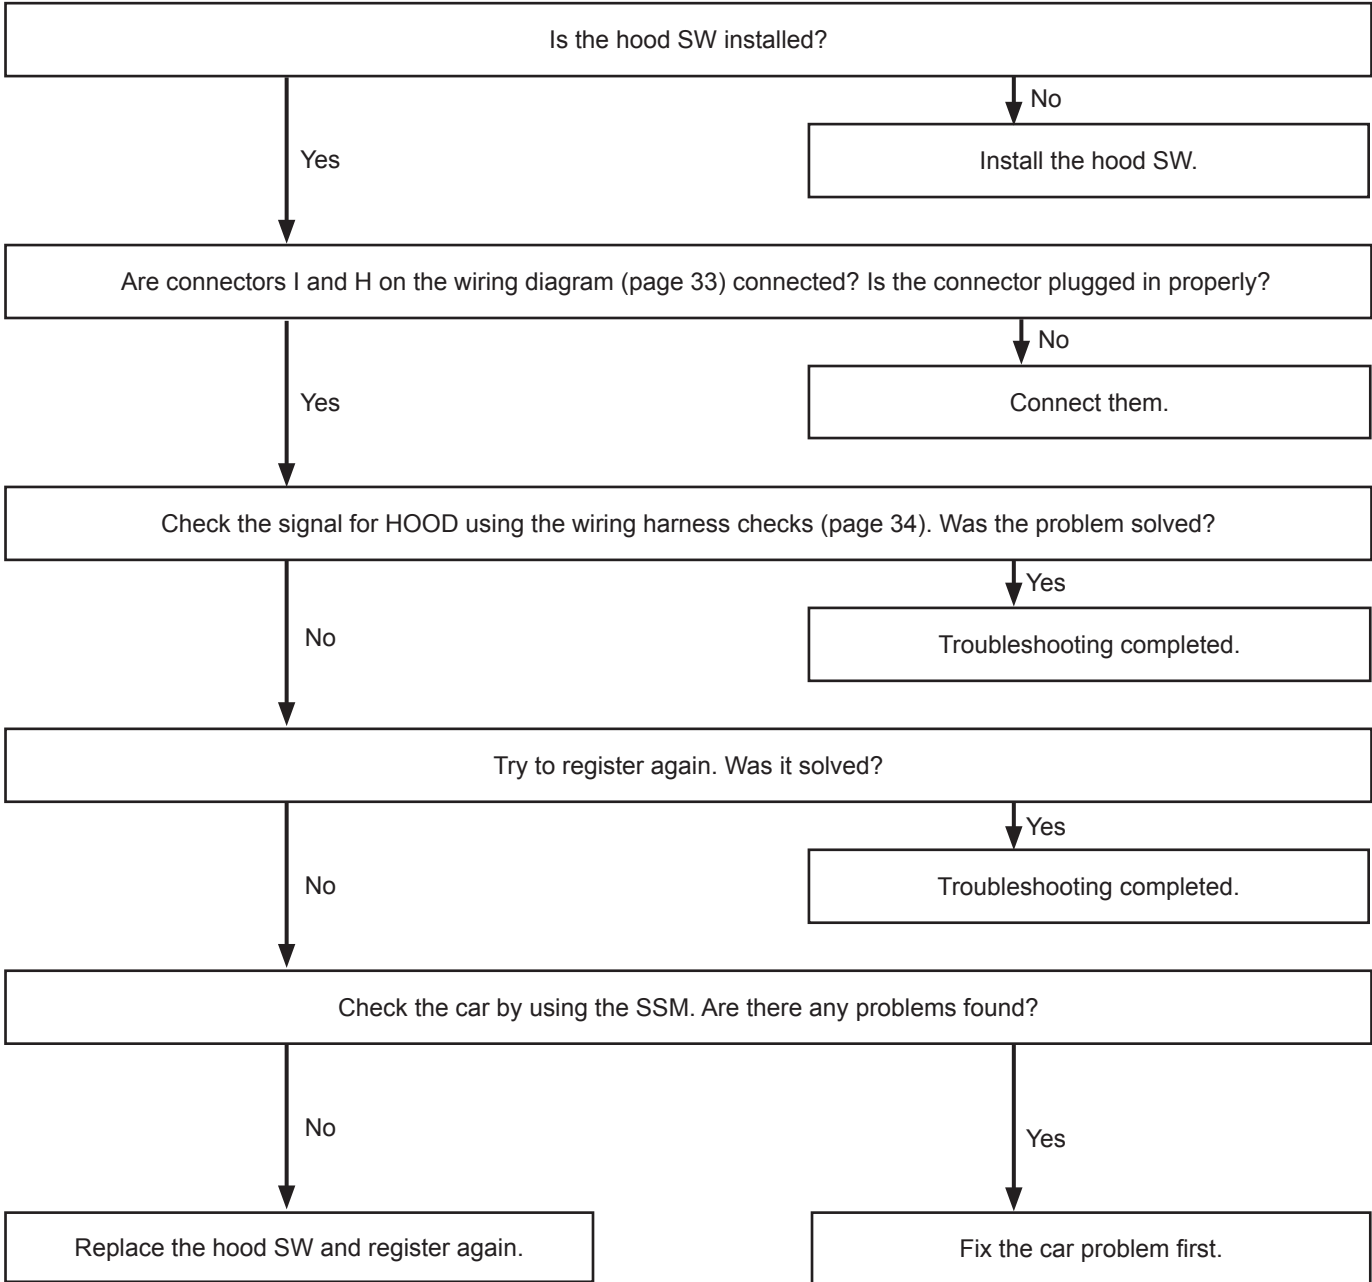 Is the hood SW installed?
No
Yes
Install the hood SW.
Are connectors I and H on the wiring diagram (page 33) connected? Is the connector plugged in properly?
No
Yes
Connect them.
Check the signal for HOOD using the wiring harness checks (page 34). Was the problem solved?
Yes
No
Troubleshooting completed.
Try to register again. Was it solved?
Yes
No
Troubleshooting completed.
Check the car by using the SSM. Are there any problems found?
No
Yes
Replace the hood SW and register again.
Fix the car problem first.